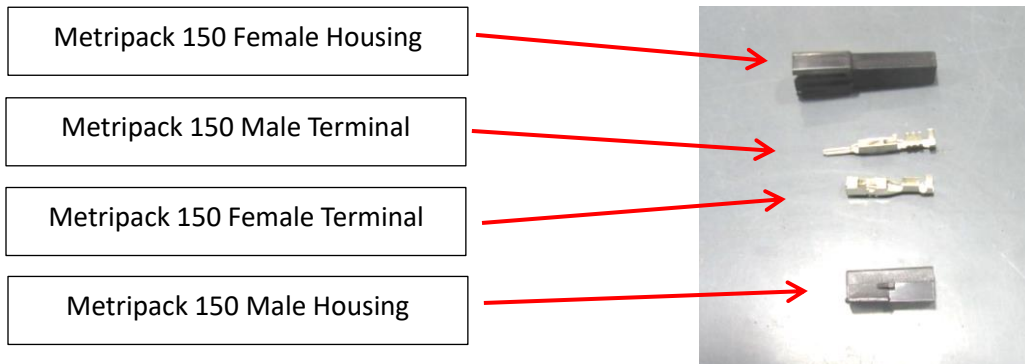 Metripack 150 Female Housing
Metripack 150 Male Terminal
Metripack 150 Female Terminal
Metripack 150 Male Housing